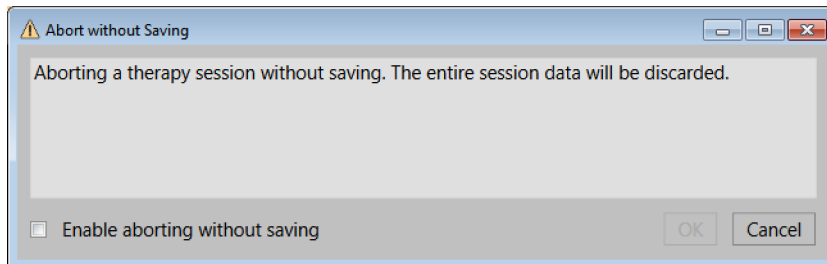 Abort without Saving
Aborting a therapy session without saving. The entire session data will be discarded.
Enable aborting without saving
OK
Cancel